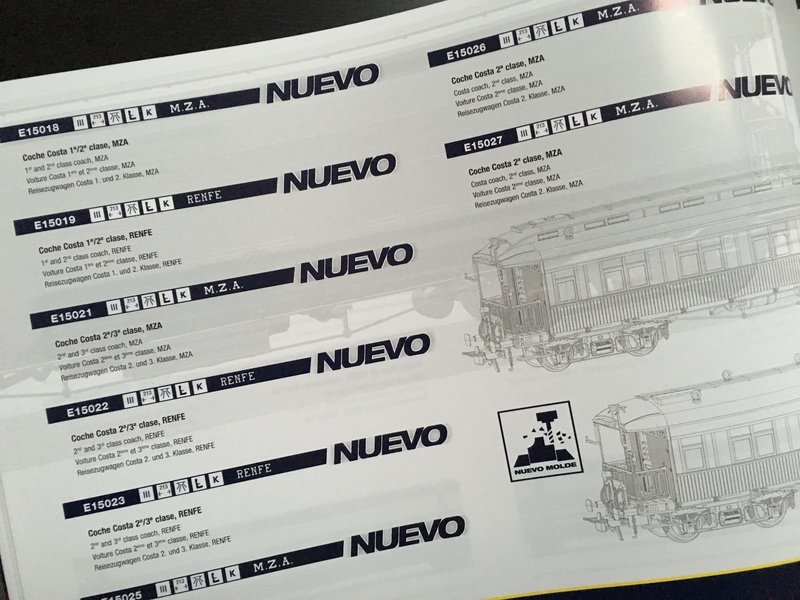 E15018 III 213 Ł K M.Z.A. NUEVO
Coche Costa 1ª/2ª clase, MZA
1st and 2nd class coach, MZA
Voiture Costa 1ère et 2ème classe, MZA
Reisezugwagen Costa 1. und 2. Klasse, MZA
E15019 III 213 Ł K RENFE NUEVO
Coche Costa 1ª/2ª clase, RENFE
1st and 2nd class coach, RENFE
Voiture Costa 1ère et 2ème classe, RENFE
Reisezugwagen Costa 1. und 2. Klasse, RENFE
E15021 III 213 Ł K M.Z.A. NUEVO
Coche Costa 2ª/3ª clase, MZA
2nd and 3rd class coach, MZA
Voiture Costa 2ème et 3ème classe, MZA
Reisezugwagen Costa 2. und 3. Klasse, MZA
E15022 III 213 Ł K RENFE NUEVO
Coche Costa 2ª/3ª clase, RENFE
2nd and 3rd class coach, RENFE
Voiture Costa 2ème et 3ème classe, RENFE
Reisezugwagen Costa 2. und 3. Klasse, RENFE
E15023 III 213 Ł K RENFE NUEVO
Coche Costa 2ª/3ª clase, RENFE
2nd and 3rd class coach, RENFE
Voiture Costa 2ème et 3ème classe, RENFE
Reisezugwagen Costa 2. und 3. Klasse, RENFE
E15025 III 213 Ł K M.Z.A. NUEVO
E15026 III 213 Ł K M.Z.A. NUEVO
Coche Costa 2ª clase, MZA
Costa coach, 2nd class, MZA
Voiture Costa 2ème classe, MZA
Reisezugwagen Costa 2. Klasse, MZA
E15027 III 213 Ł K M.Z.A. NUEVO
Coche Costa 2ª clase, MZA
Costa coach, 2nd class, MZA
Voiture Costa 2ème classe, MZA
Reisezugwagen Costa 2. Klasse, MZA
NUEVO MOLDE